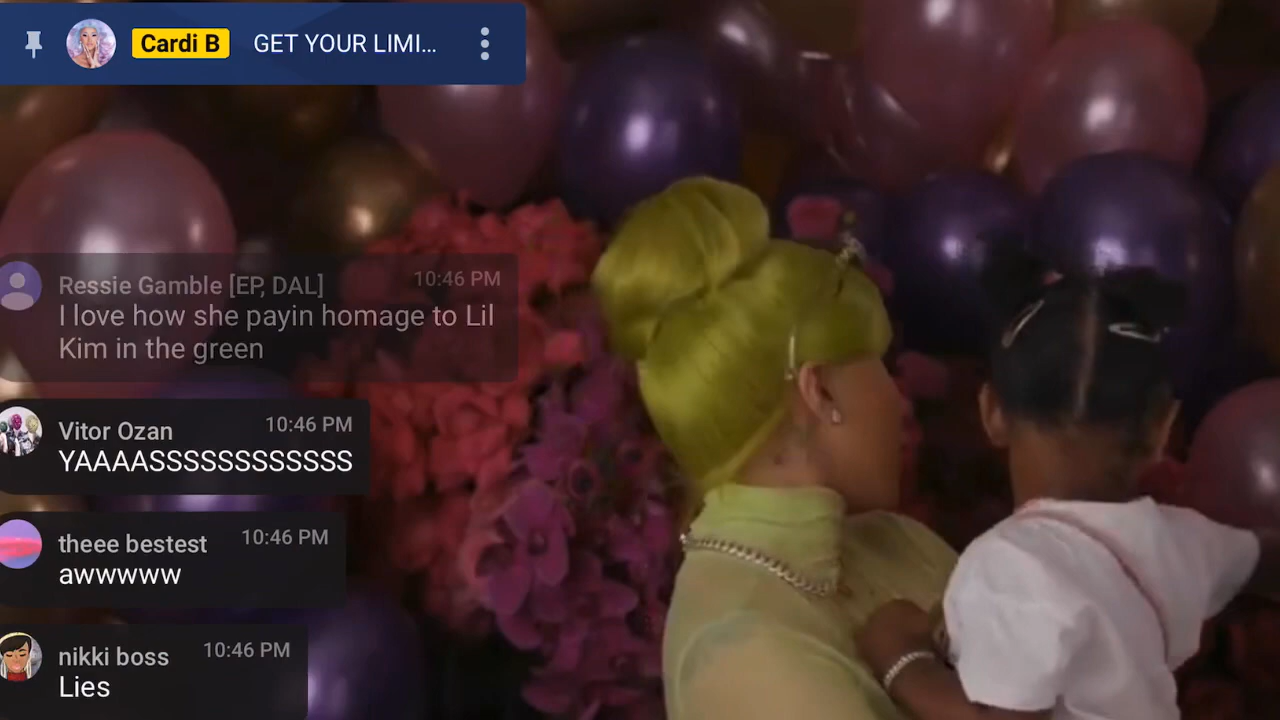 Cardi B GET YOUR LIMI...
Ressie Gamble [EP, DAL] 10:46 PM
I love how she payin homage to Lil
Kim in the green
Vitor Ozan 10:46 PM
YAAAASSSSSSSSSSSS
theee bestest 10:46 PM
awwwww
nikki boss 10:46 PM
Lies